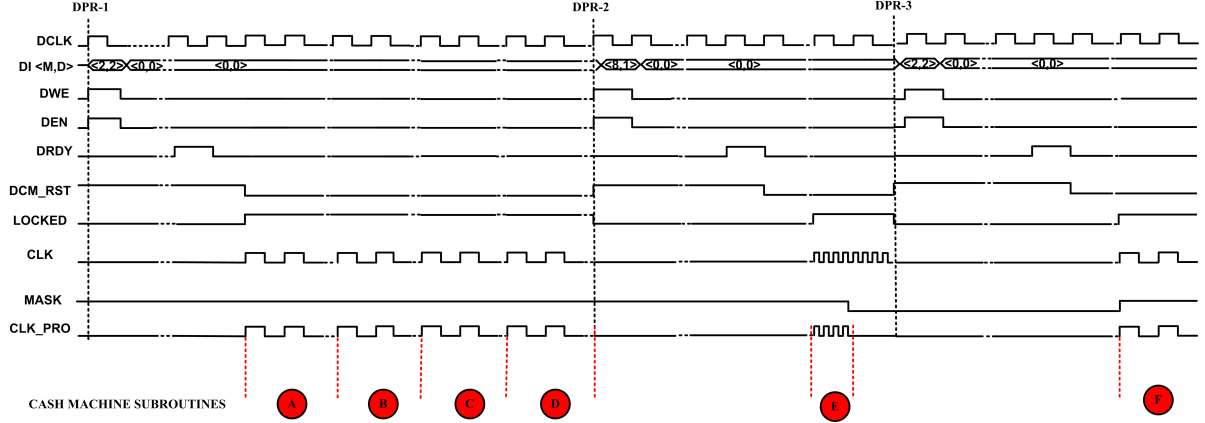 DPR-1 DPR-2 DPR-3
DCLK
DI <M,D> <2,2> <0,0> <0,0> <8,1> <0,0> <0,0> <2,2> <0,0> <0,0>
DWE
DEN
DRDY
DCM_RST
LOCKED
CLK
MASK
CLK_PRO
CASH MACHINE SUBROUTINES A B C D E F